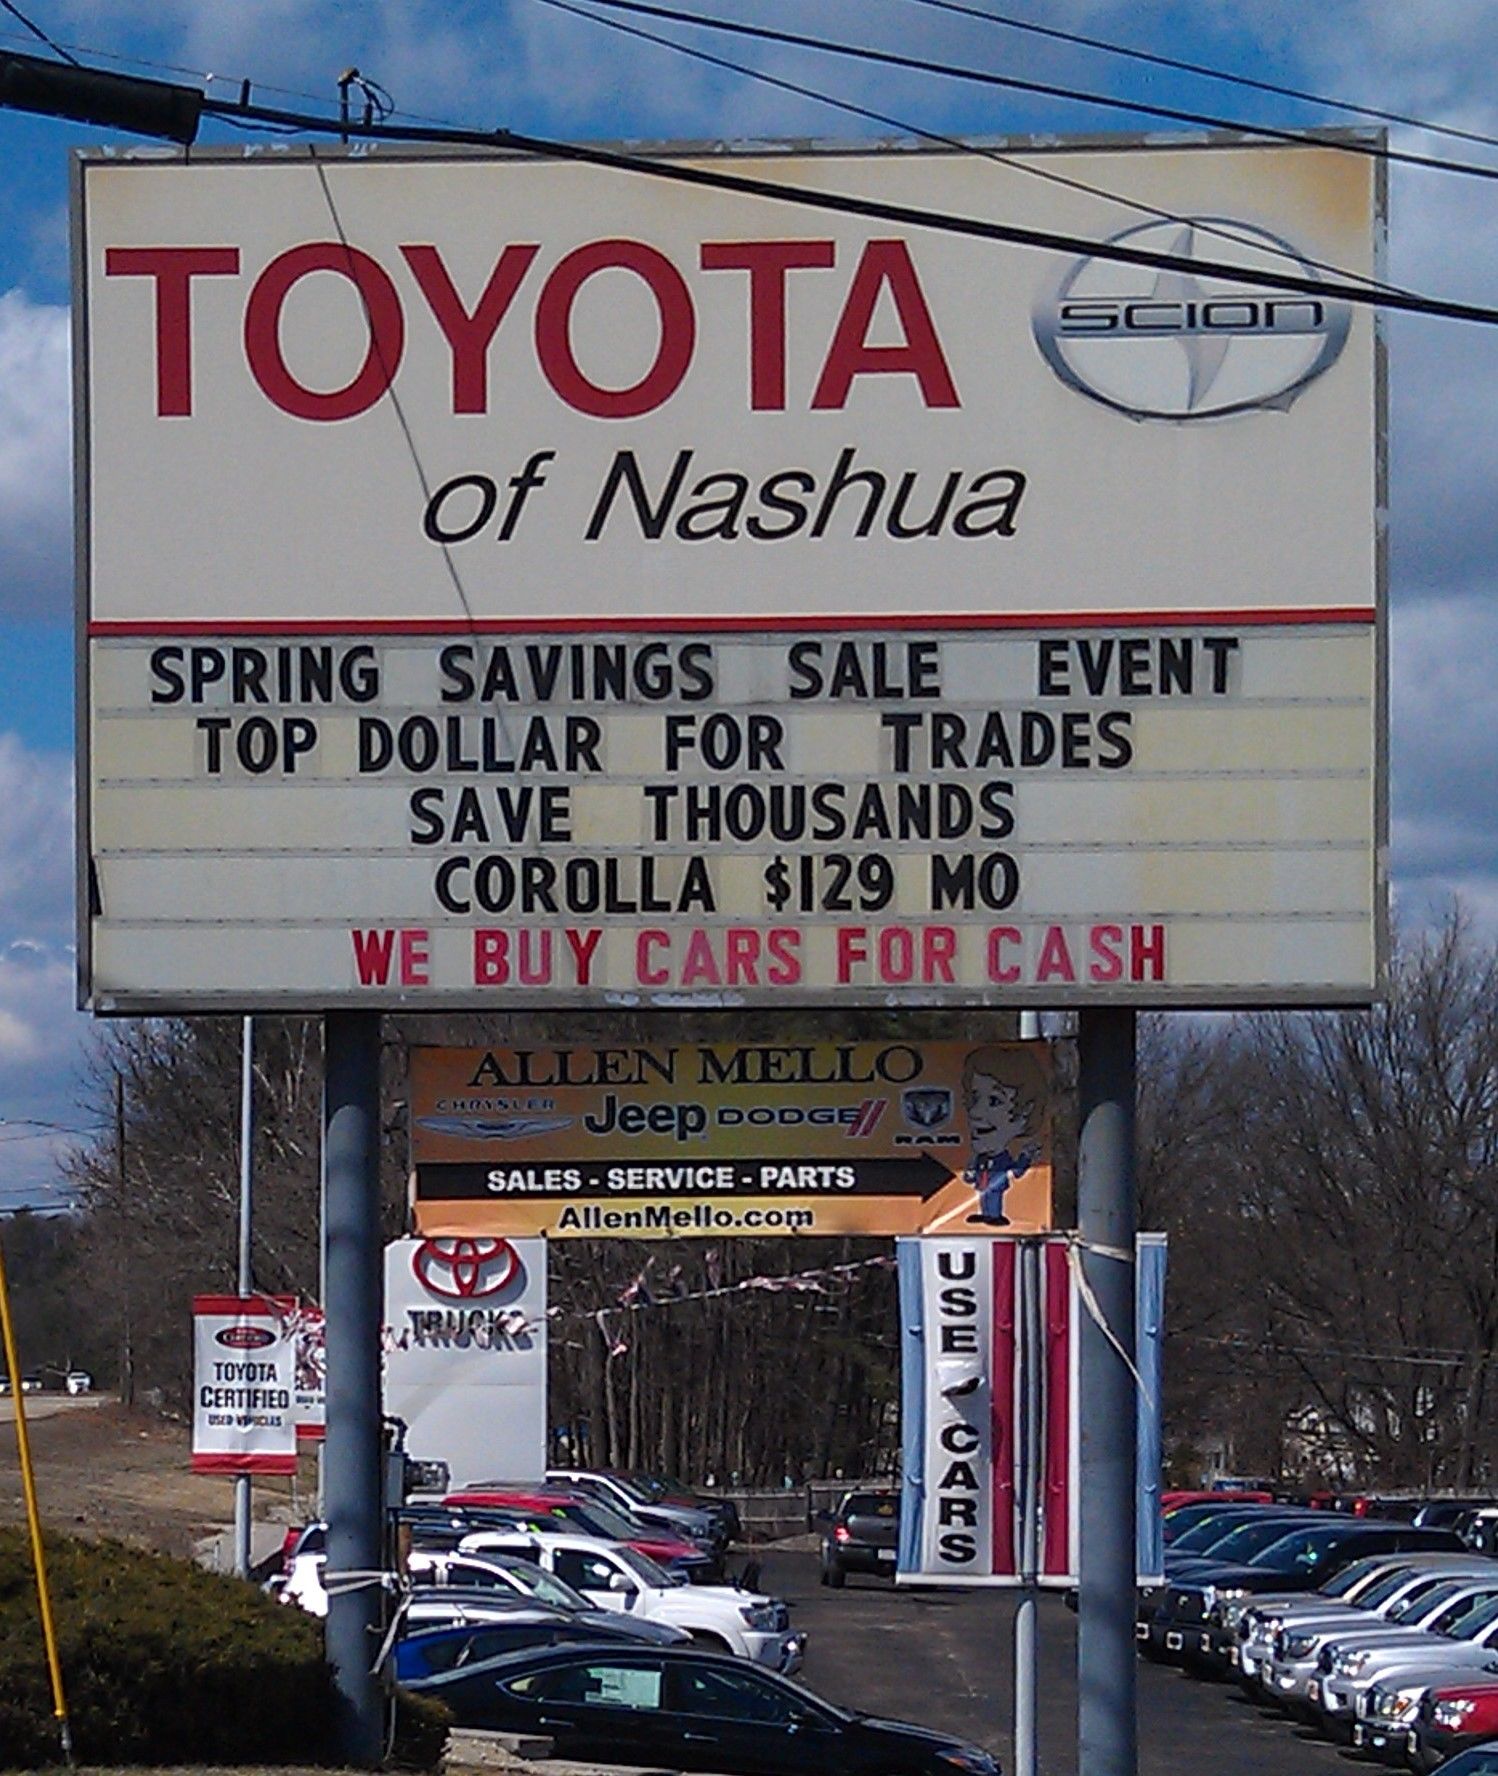 TOYOTA
SCION
of Nashua
SPRING SAVINGS SALE EVENT
TOP DOLLAR FOR TRADES
SAVE THOUSANDS
COROLLA $129 MO
WE BUY CARS FOR CASH
ALLEN MELLO
CHRYSLER Jeep DODGE RAM
SALES - SERVICE - PARTS
AllenMello.com
TRUCKS
TOYOTA
CERTIFIED
USED VEHICLES
USE
CARS